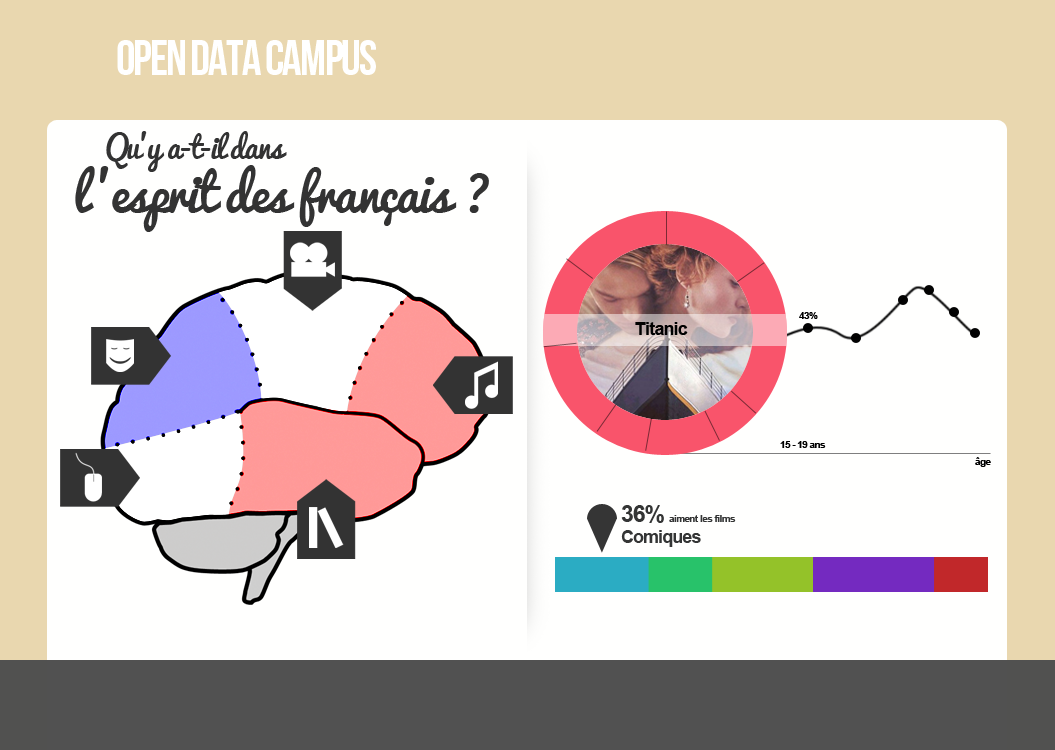 OPEN DATA CAMPUS
Qu'y a-t-il dans
l'esprit des français ?
Titanic
43%
15 - 19 ans
âge
36% aiment les films
Comiques